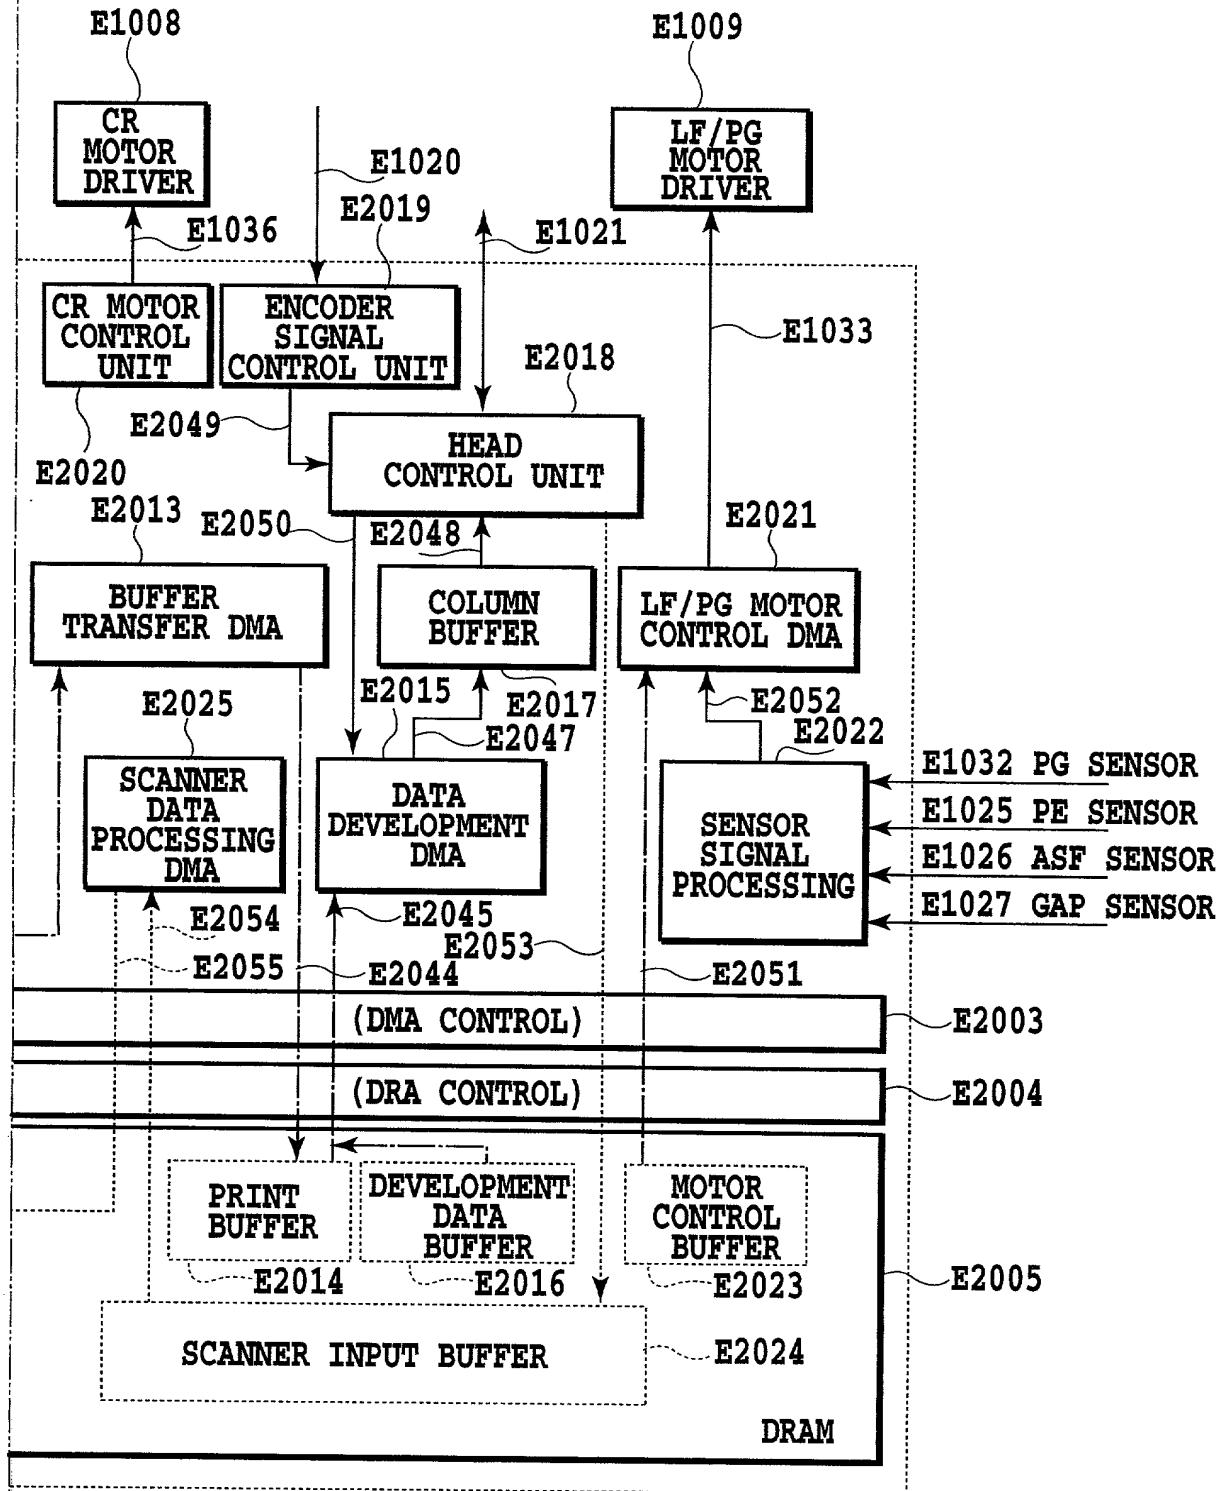 E1008
E1009
CR
MOTOR
DRIVER
LF/PG
MOTOR
DRIVER
E1020
E2019
E1036
E1021
CR MOTOR
CONTROL
UNIT
ENCODER
SIGNAL
CONTROL UNIT
E1033
E2018
E2049
HEAD
CONTROL UNIT
E2020
E2013
E2050
E2048
E2021
BUFFER
TRANSFER DMA
COLUMN
BUFFER
LF/PG MOTOR
CONTROL DMA
E2025
E2015
E2017
E2047
E2052
E2022
SCANNER
DATA
PROCESSING
DMA
DATA
DEVELOPMENT
DMA
SENSOR
SIGNAL
PROCESSING
E1032 PG SENSOR
E1025 PE SENSOR
E1026 ASF SENSOR
E1027 GAP SENSOR
E2054
E2045
E2053
E2055
E2044
E2051
(DMA CONTROL)
E2003
(DRA CONTROL)
E2004
PRINT
BUFFER
DEVELOPMENT
DATA
BUFFER
MOTOR
CONTROL
BUFFER
E2014
E2016
E2023
E2005
SCANNER INPUT BUFFER
E2024
DRAM